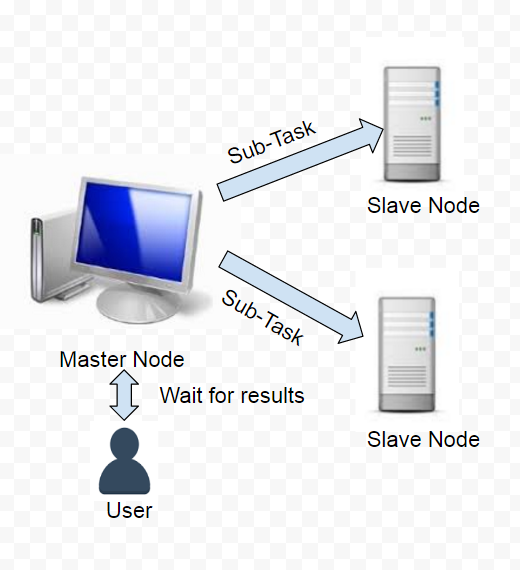 Sub-Task
Slave Node
Sub-Task
Master Node
Wait for results
Slave Node
User